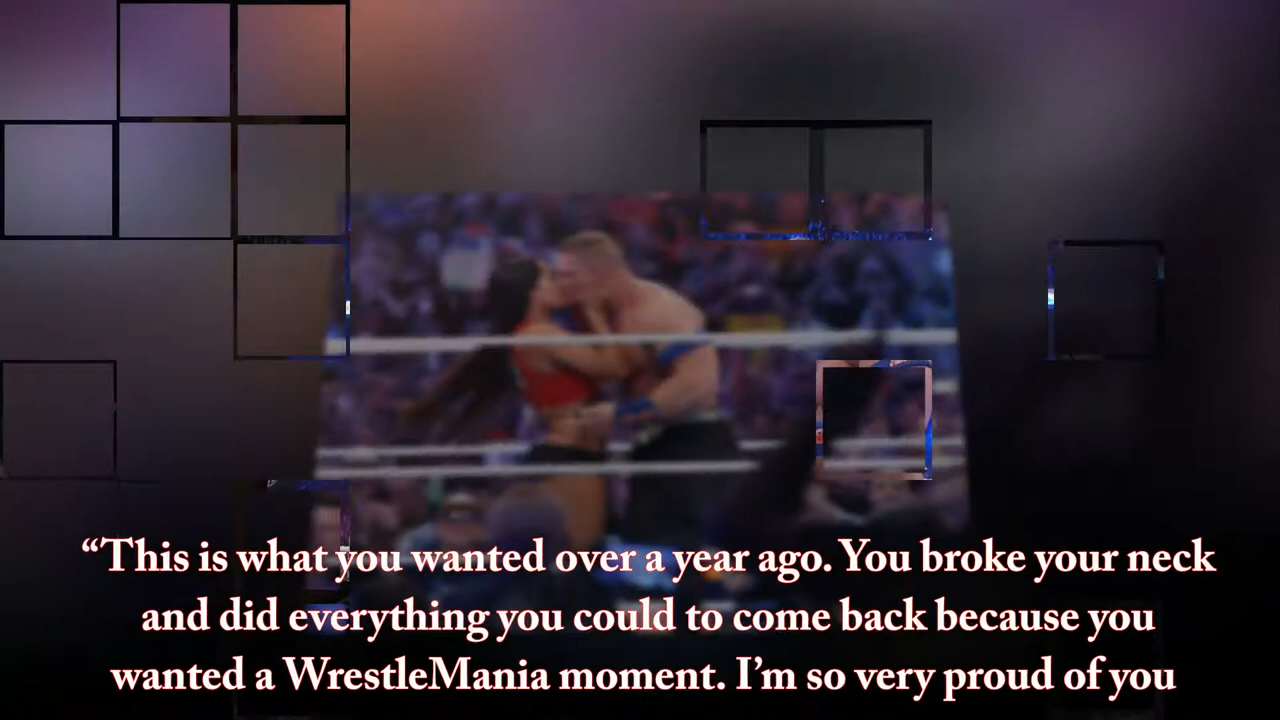 “This is what you wanted over a year ago. You broke your neck
and did everything you could to come back because you
wanted a WrestleMania moment. I’m so very proud of you